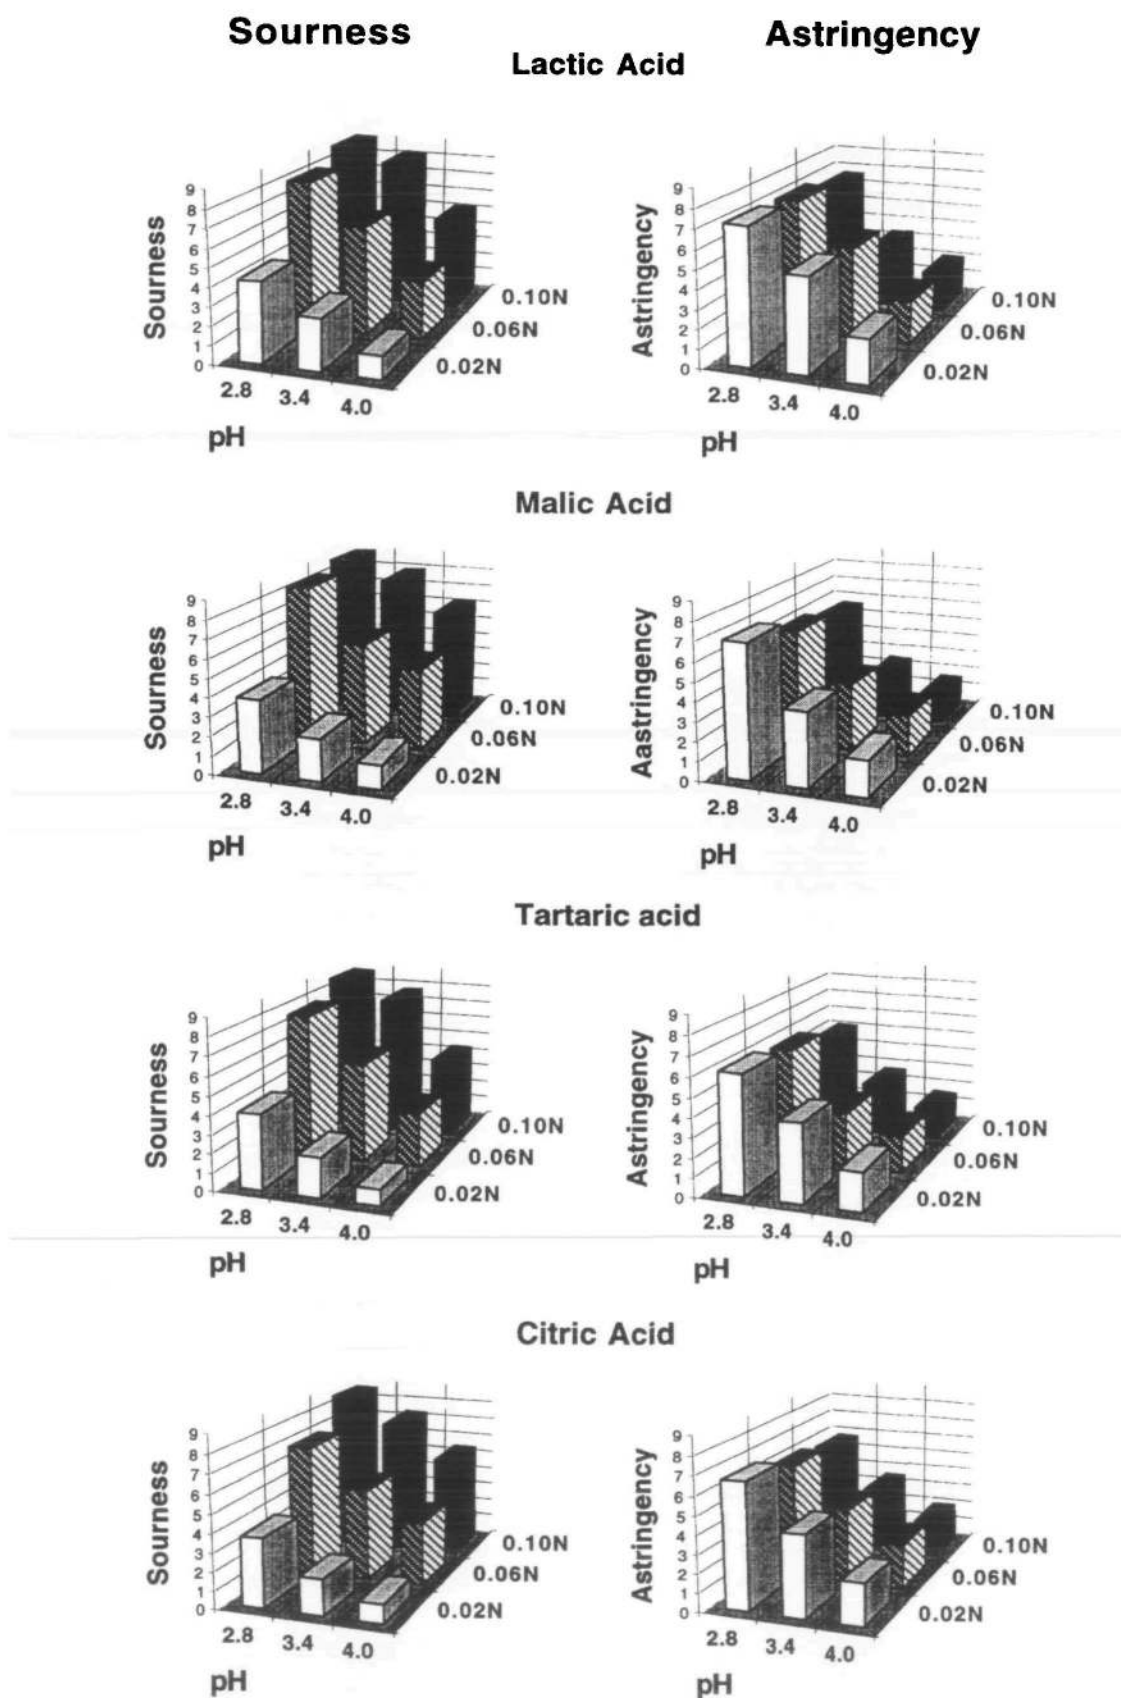 Sourness
Astringency
Lactic Acid
Sourness
9
8
7
6
5
4
3
2
1
0
2.8
3.4
4.0
pH
0.02N
0.06N
0.10N
Astringency
9
8
7
6
5
4
3
2
1
0
2.8
3.4
4.0
pH
0.02N
0.06N
0.10N
Malic Acid
Sourness
9
8
7
6
5
4
3
2
1
0
2.8
3.4
4.0
pH
0.02N
0.06N
0.10N
Aastringency
9
8
7
6
5
4
3
2
1
0
2.8
3.4
4.0
pH
0.02N
0.06N
0.10N
Tartaric acid
Sourness
9
8
7
6
5
4
3
2
1
0
2.8
3.4
4.0
pH
0.02N
0.06N
0.10N
Astringency
9
8
7
6
5
4
3
2
1
0
2.8
3.4
4.0
pH
0.02N
0.06N
0.10N
Citric Acid
Sourness
9
8
7
6
5
4
3
2
1
0
2.8
3.4
4.0
pH
0.02N
0.06N
0.10N
Astringency
9
8
7
6
5
4
3
2
1
0
2.8
3.4
4.0
pH
0.02N
0.06N
0.10N